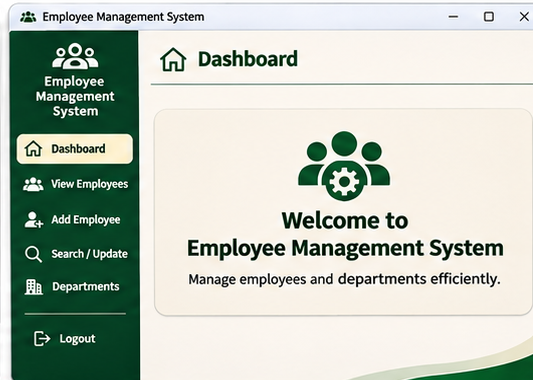 Employee Management System
Employee
Management
System
Dashboard
View Employees
Add Employee
Search / Update
Departments
Logout
Dashboard
Welcome to
Employee Management System
Manage employees and departments efficiently.